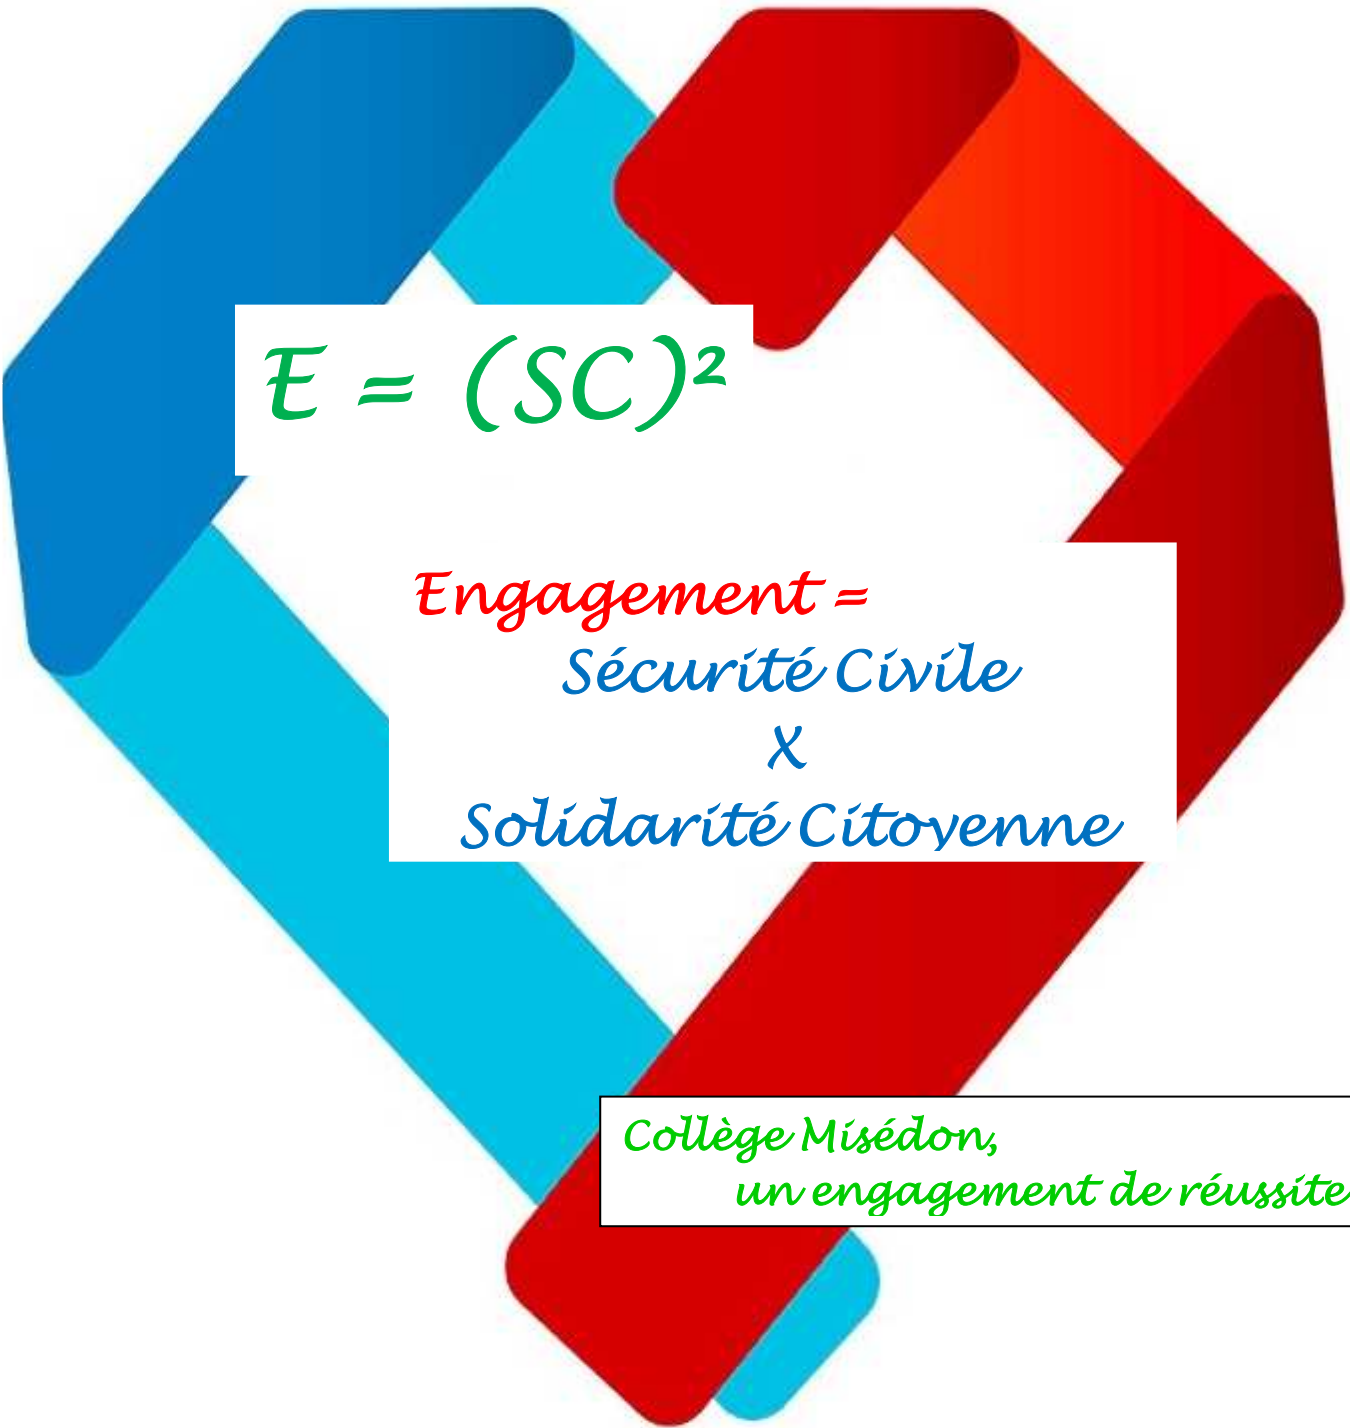 E = (SC)²
Engagement =
Sécurité Civile
X
Solidarité Citoyenne
Collège Misédon,
un engagement de réussite